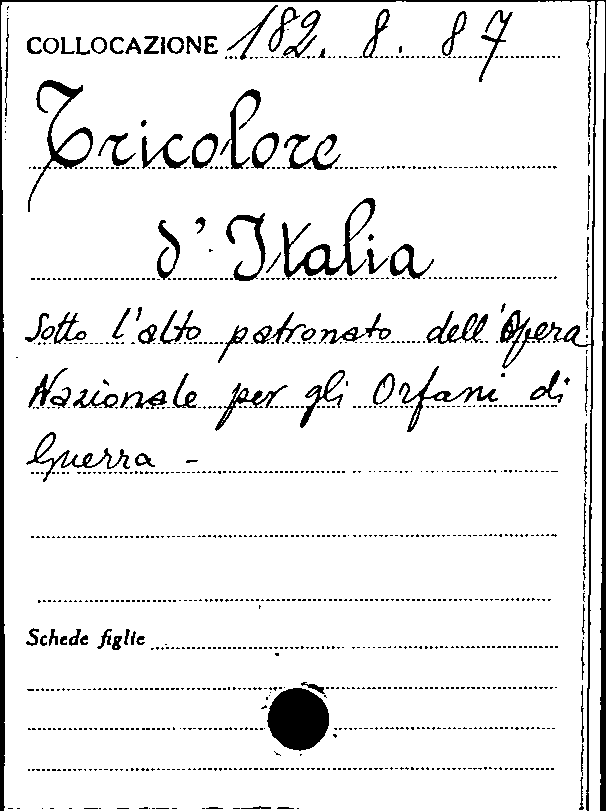 COLLOCAZIONE 182. 8. 87
Tricolore
d'Italia
Sotto l'alto patronato dell'Opera
Nazionale per gli Orfani di
Guerra -
Schede figlie